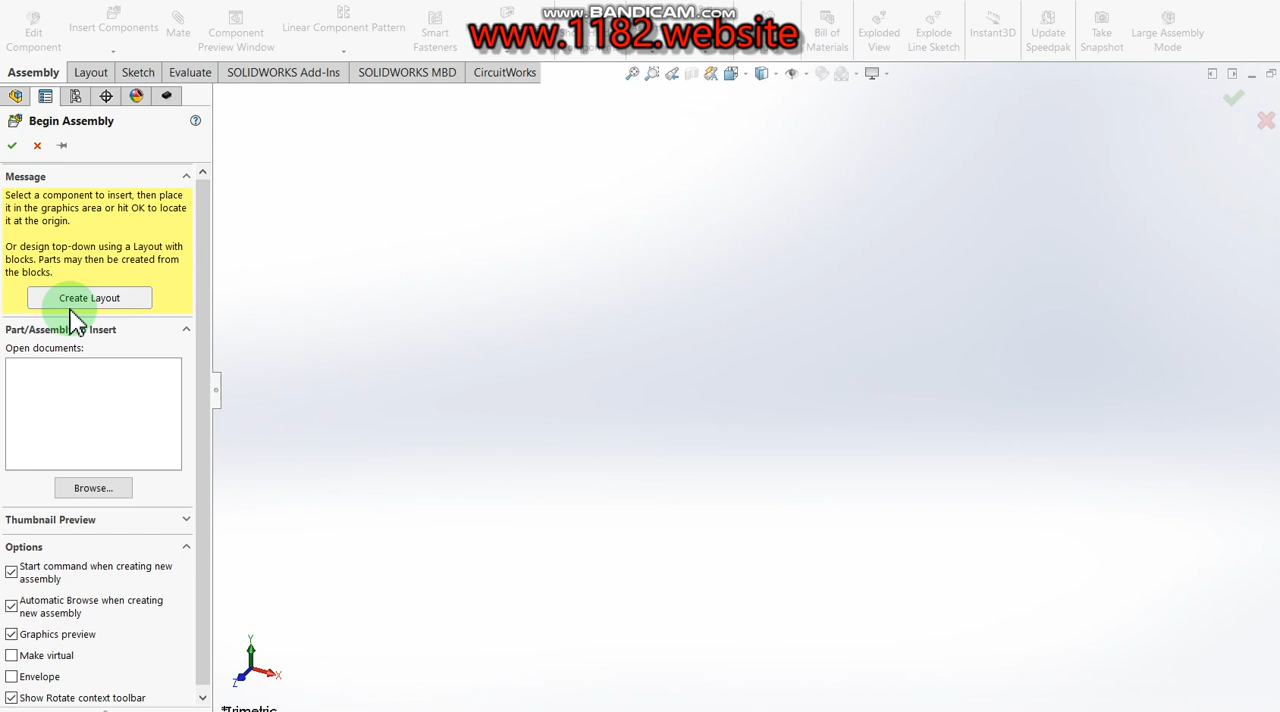 www.BANDICAM.com
www.1182.website
Edit
Component
Insert Components
Mate
Component
Preview Window
Linear Component Pattern
Smart
Fasteners
Bill of
Materials
Exploded
View
Explode
Line Sketch
Instant3D
Update
Speedpak
Take
Snapshot
Large Assembly
Mode
Assembly Layout Sketch Evaluate SOLIDWORKS Add-Ins SOLIDWORKS MBD CircuitWorks
Begin Assembly
Message
Select a component to insert, then place
it in the graphics area or hit OK to locate
it at the origin.
Or design top-down using a Layout with
blocks. Parts may then be created from
the blocks.
Create Layout
Part/Assembly Insert
Open documents:
Browse...
Thumbnail Preview
Options
Start command when creating new
assembly
Automatic Browse when creating
new assembly
Graphics preview
Make virtual
Envelope
Show Rotate context toolbar
Y
X
Z
*Trimetric